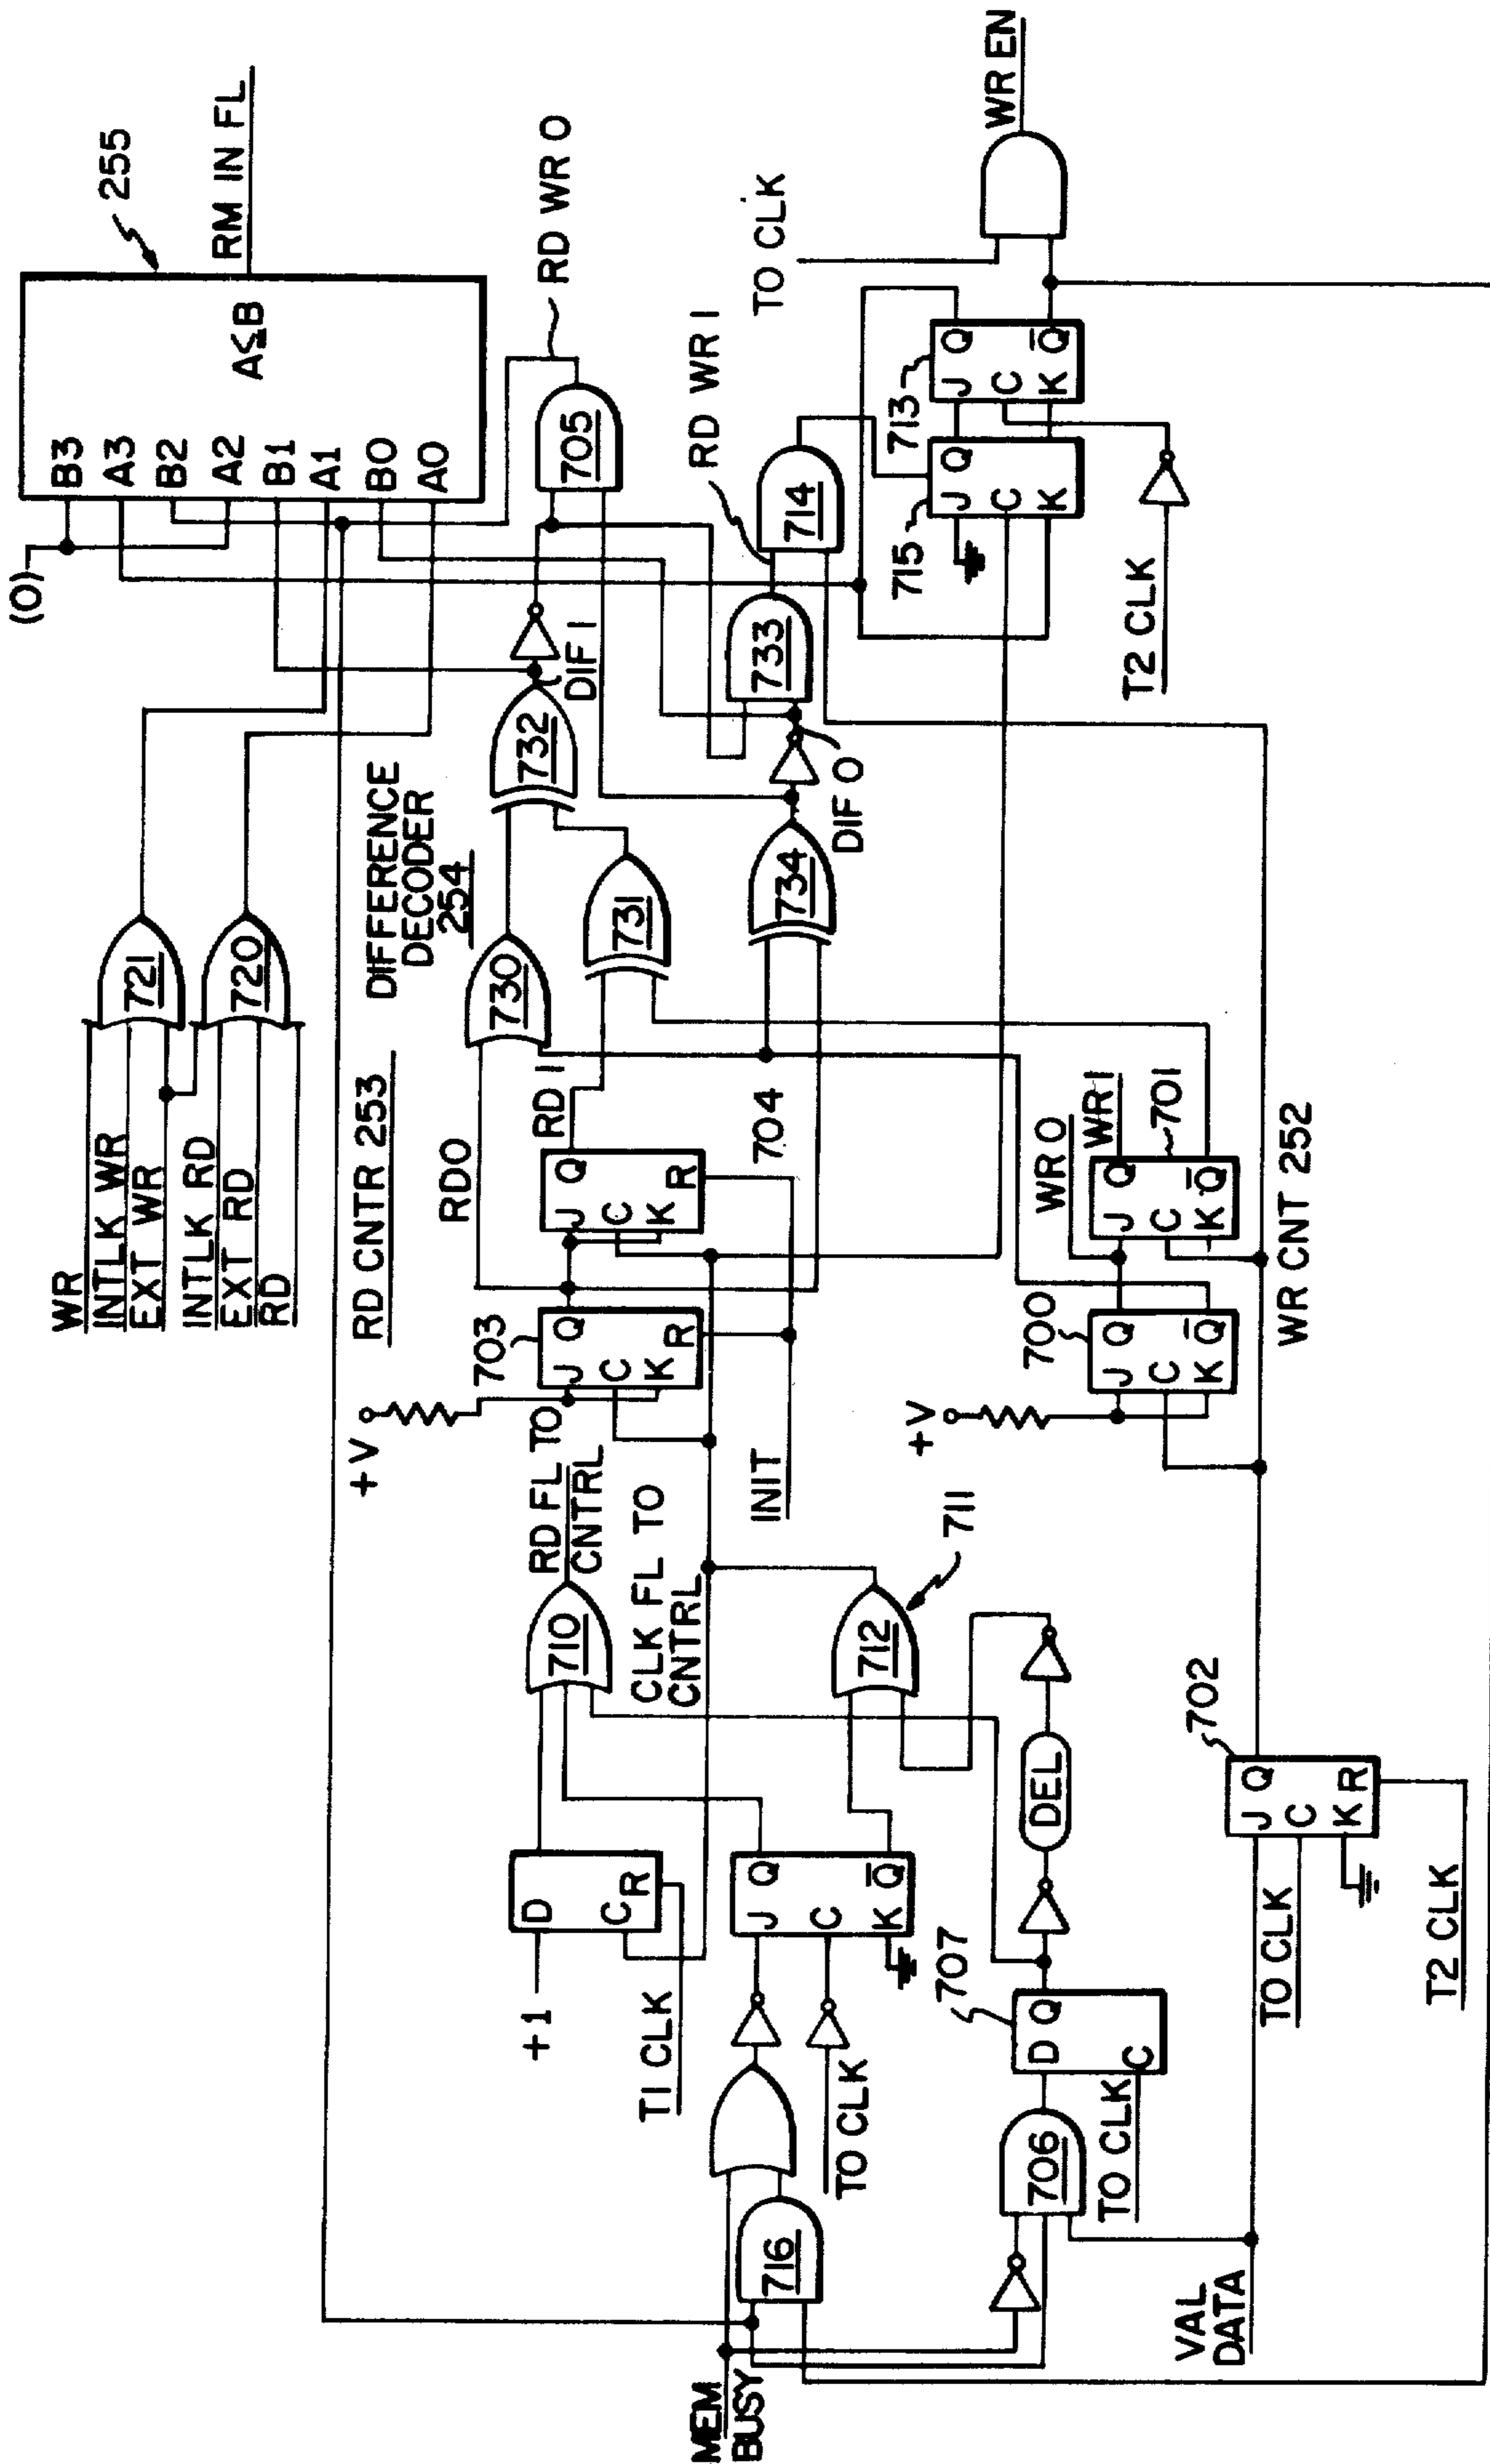 (O)
B3
A3
B2
A2
B1
A1
B0
A0
A≤B
255
RM IN FL
WR
INTLK WR
EXT WR
INTLK RD
EXT RD
RD
721
720
RD CNTR 253
DIFFERENCE
DECODER
254
+V
703
J Q
C
K R
RD0
J Q
C
K R
RD 1
704
730
731
732
734
DIF 1
DIF 0
705
733
714
RD WR 0
RD WR 1
RD FL TO
CNTRL
710
CLK FL TO
CNTRL
INIT
712
711
+1
D
C R
T1 CLK
J Q
C
K Q̅
TO CLK
716
MEM
BUSY
706
707
D Q
C
TO CLK
DEL
VAL
DATA
702
J Q
C
K R
TO CLK
T2 CLK
+V
700
J Q
C
K Q̅
WR 0
WR 1
701
J Q
C
K Q̅
WR CNT 252
715
J Q
C
K
713
J Q
C
K Q̅
T2 CLK
TO CLK
WR EN